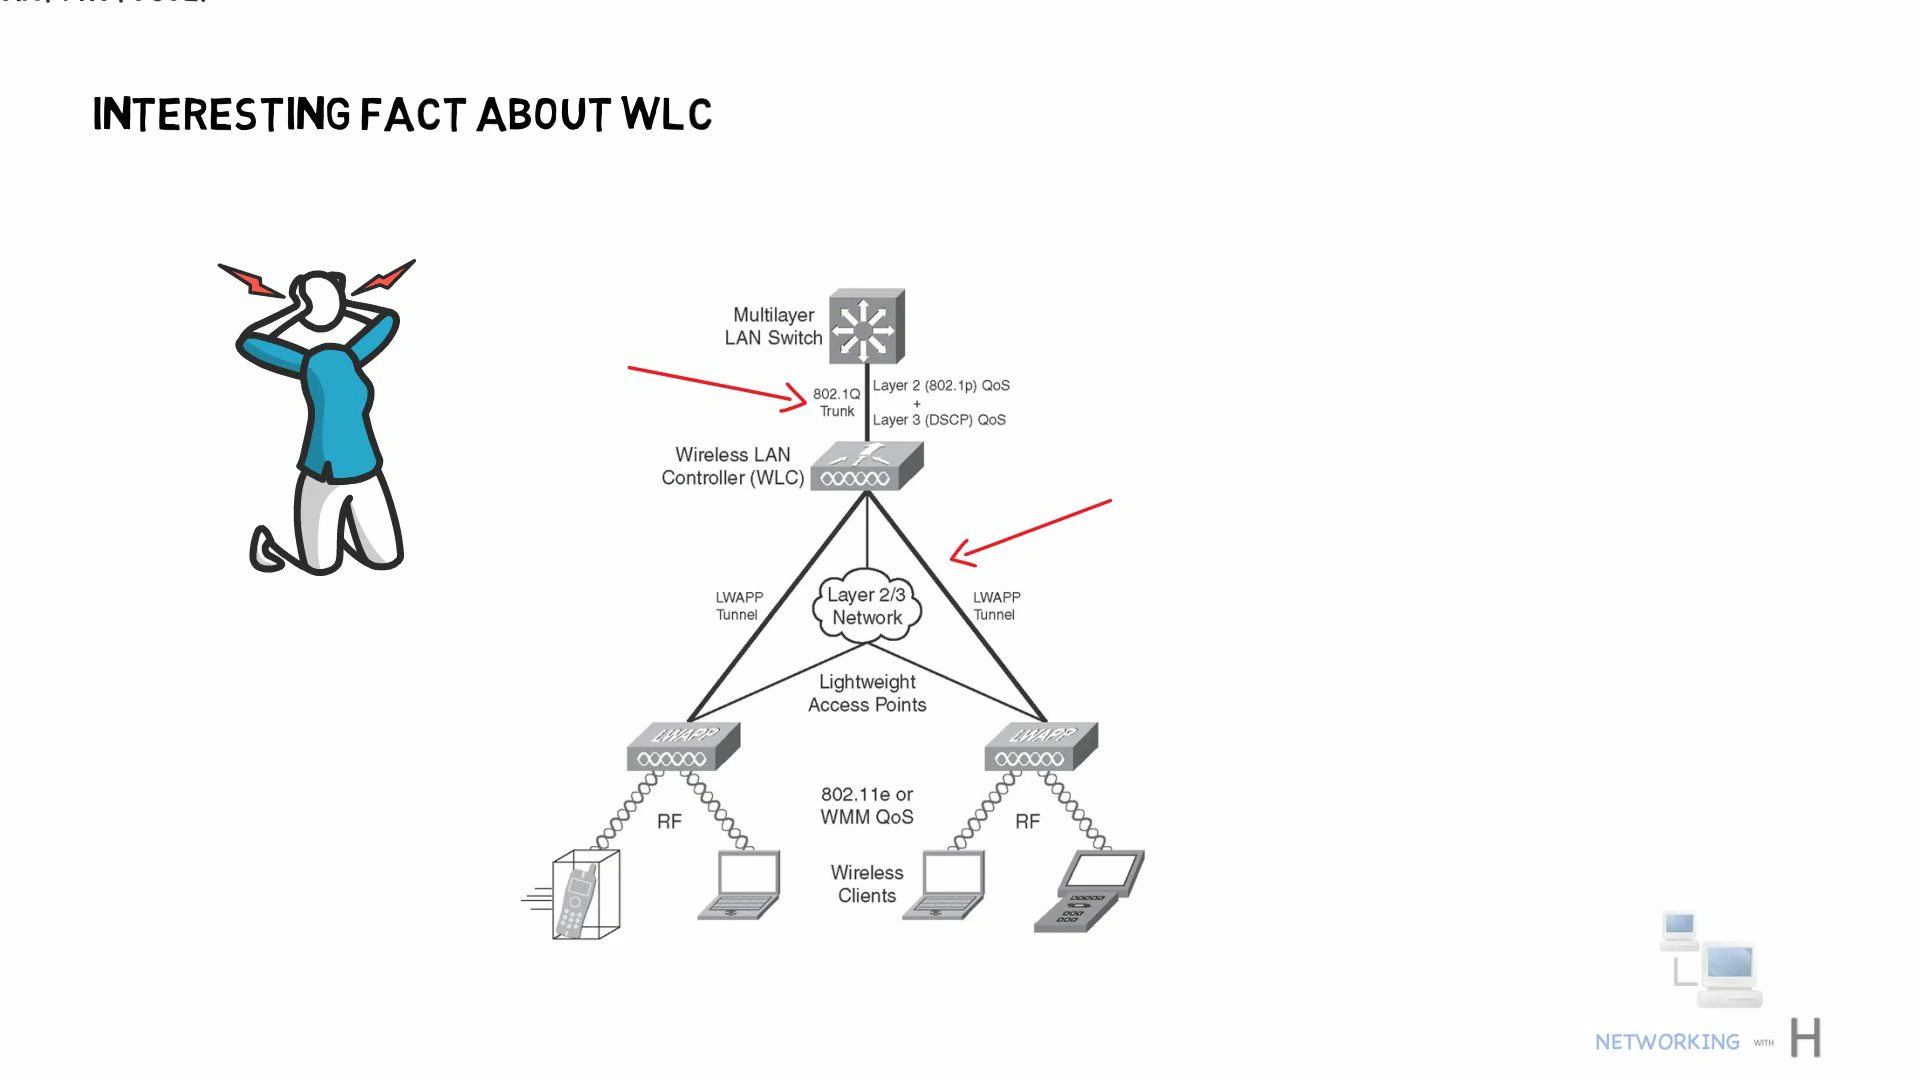 INTERESTING FACT ABOUT WLC
Multilayer
LAN Switch
802.1Q
Trunk
Layer 2 (802.1p) QoS
+
Layer 3 (DSCP) QoS
Wireless LAN
Controller (WLC)
LWAPP
Tunnel
Layer 2/3
Network
LWAPP
Tunnel
Lightweight
Access Points
LWAPP
LWAPP
RF
802.11e or
WMM QoS
RF
Wireless
Clients
NETWORKING WITH H